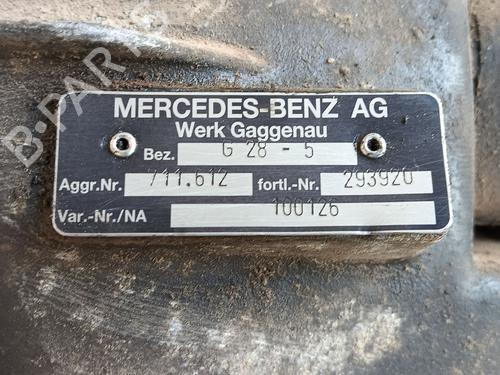 B-PARTS
MERCEDES-BENZ AG
Werk Gaggenau
Bez. G 28 - 5
Aggr.Nr. 711.612 fortl.-Nr. 293920
Var.-Nr./NA 100126